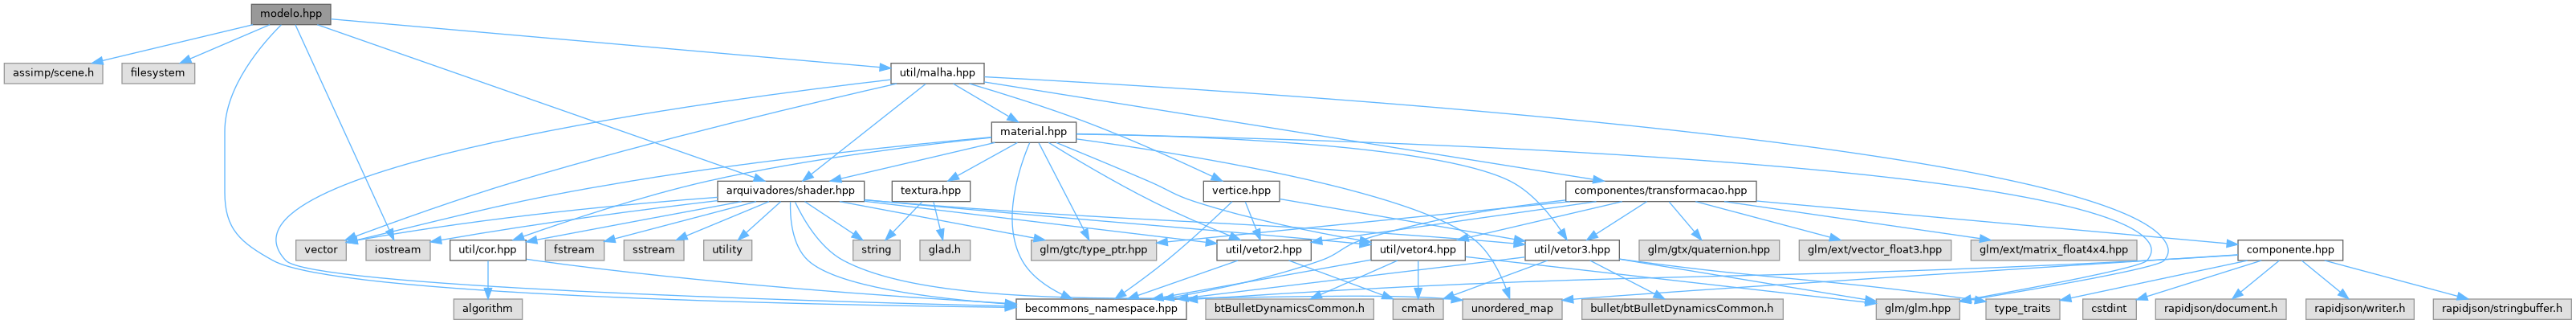 modelo.hpp
assimp/scene.h
filesystem
util/malha.hpp
material.hpp
arquivadores/shader.hpp
textura.hpp
vertice.hpp
componentes/transformacao.hpp
vector
iostream
util/cor.hpp
fstream
sstream
utility
string
glad.h
glm/gtc/type_ptr.hpp
util/vetor2.hpp
util/vetor4.hpp
util/vetor3.hpp
glm/gtx/quaternion.hpp
glm/ext/vector_float3.hpp
glm/ext/matrix_float4x4.hpp
componente.hpp
algorithm
becommons_namespace.hpp
btBulletDynamicsCommon.h
cmath
unordered_map
bullet/btBulletDynamicsCommon.h
glm/glm.hpp
type_traits
cstdint
rapidjson/document.h
rapidjson/writer.h
rapidjson/stringbuffer.h